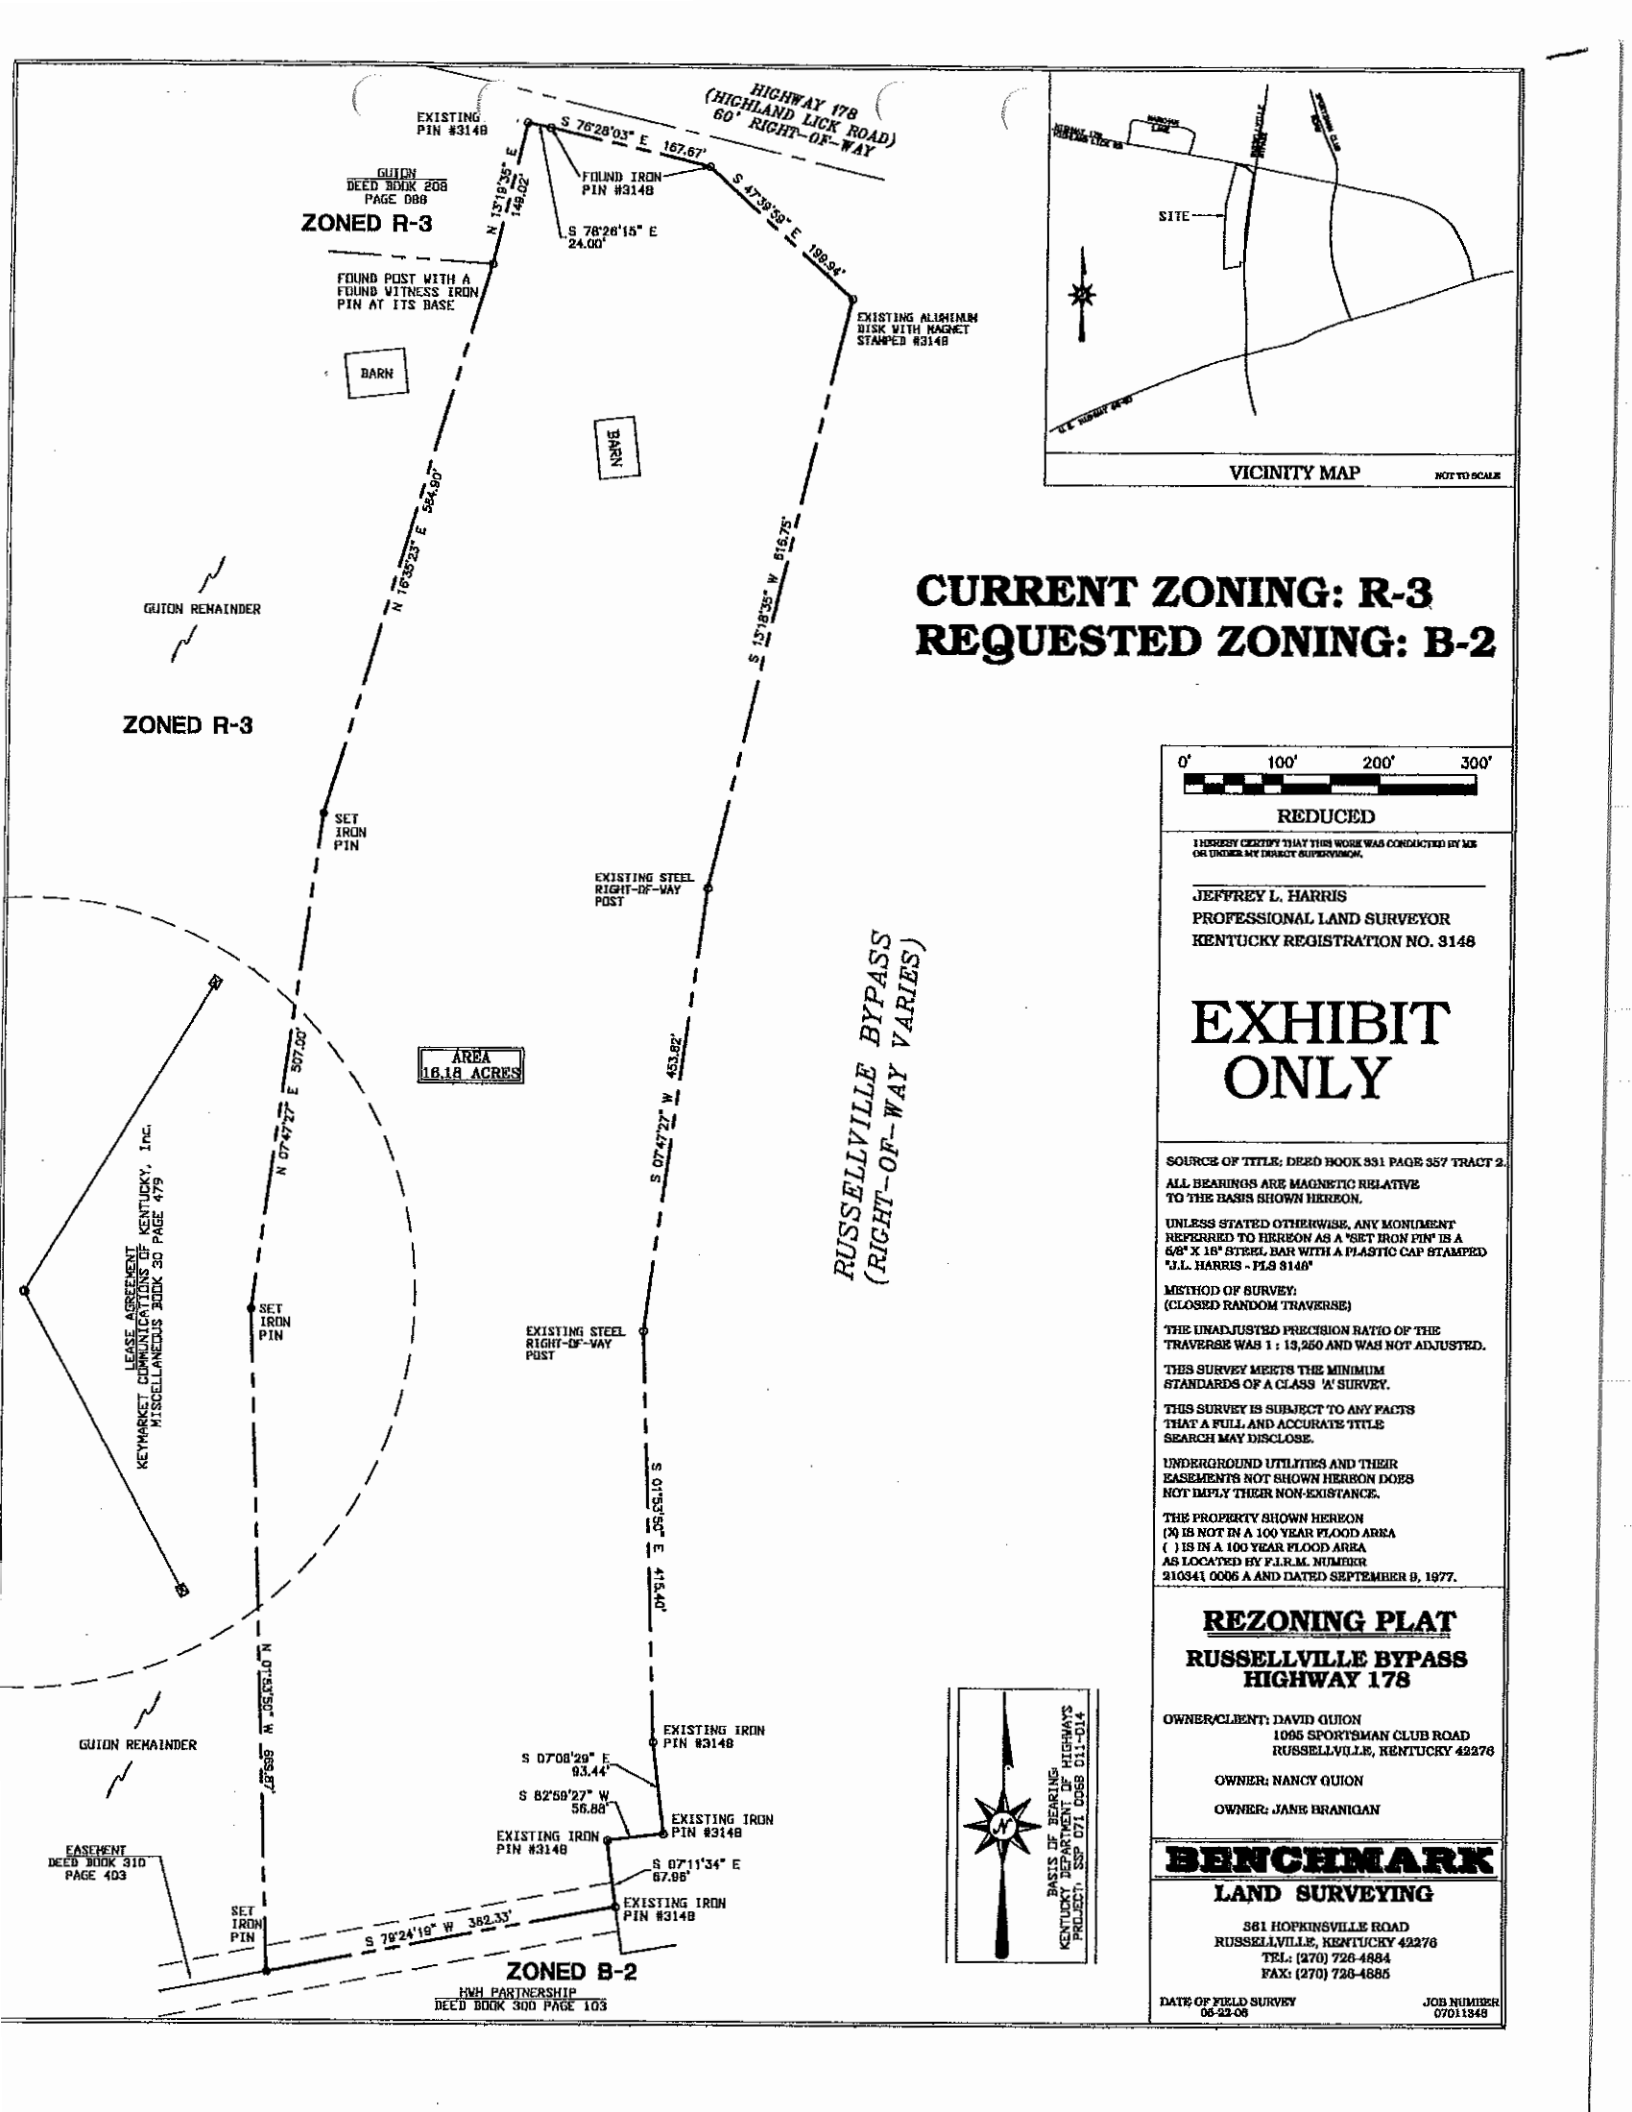 HIGHWAY 178
(HIGHLAND LICK ROAD)
60' RIGHT-OF-WAY
EXISTING
PIN #3148
S 76°28'03" E
167.67'
GUION
DEED BOOK 208
PAGE 088
ZONED R-3
N 13°19'35" E
149.02'
FOUND IRON
PIN #3148
S 78°26'15" E
24.00'
S 47°39'59" E
199.94'
FOUND POST WITH A
FOUND WITNESS IRON
PIN AT ITS BASE
EXISTING ALUMINUM
DISK WITH MAGNET
STAMPED #3148
BARN
BARN
SITE
VICINITY MAP
NOT TO SCALE
N 16°35'23" E 584.90'
S 13°18'35" W 616.75'
GUION REMAINDER
ZONED R-3
CURRENT ZONING: R-3
REQUESTED ZONING: B-2
SET
IRON
PIN
EXISTING STEEL
RIGHT-OF-WAY
POST
RUSSELLVILLE BYPASS
(RIGHT-OF-WAY VARIES)
AREA
16.18 ACRES
N 07°47'27" E 507.00'
S 07°47'27" W 453.82'
LEASE AGREEMENT
KEYMARKET COMMUNICATIONS OF KENTUCKY, Inc.
MISCELLANEOUS BOOK 30 PAGE 479
SET
IRON
PIN
EXISTING STEEL
RIGHT-OF-WAY
POST
S 01°53'50" E 415.40'
N 01°53'50" W 669.87'
GUION REMAINDER
EXISTING IRON
PIN #3148
S 07°08'29" E
93.44'
S 82°59'27" W
56.88'
EXISTING IRON
PIN #3148
EXISTING IRON
PIN #3148
S 07°11'34" E
67.96'
EXISTING IRON
PIN #3148
EASEMENT
DEED BOOK 310
PAGE 403
SET
IRON
PIN
S 79°24'19" W 382.33'
ZONED B-2
HWH PARTNERSHIP
DEED BOOK 300 PAGE 103
N
BASIS OF BEARING:
KENTUCKY DEPARTMENT OF HIGHWAYS
PROJECT: SSP 071 0068 011-014
0' 100' 200' 300'
REDUCED
I HEREBY CERTIFY THAT THIS WORK WAS CONDUCTED BY ME
OR UNDER MY DIRECT SUPERVISION.
JEFFREY L. HARRIS
PROFESSIONAL LAND SURVEYOR
KENTUCKY REGISTRATION NO. 3148
EXHIBIT
ONLY
SOURCE OF TITLE: DEED BOOK 331 PAGE 357 TRACT 2.
ALL BEARINGS ARE MAGNETIC RELATIVE
TO THE BASIS SHOWN HEREON.
UNLESS STATED OTHERWISE, ANY MONUMENT
REFERRED TO HEREON AS A "SET IRON PIN" IS A
5/8" X 18" STEEL BAR WITH A PLASTIC CAP STAMPED
"J.L. HARRIS - PLS 3148"
METHOD OF SURVEY:
(CLOSED RANDOM TRAVERSE)
THE UNADJUSTED PRECISION RATIO OF THE
TRAVERSE WAS 1 : 13,250 AND WAS NOT ADJUSTED.
THIS SURVEY MEETS THE MINIMUM
STANDARDS OF A CLASS 'A' SURVEY.
THIS SURVEY IS SUBJECT TO ANY FACTS
THAT A FULL AND ACCURATE TITLE
SEARCH MAY DISCLOSE.
UNDERGROUND UTILITIES AND THEIR
EASEMENTS NOT SHOWN HEREON DOES
NOT IMPLY THEIR NON-EXISTANCE.
THE PROPERTY SHOWN HEREON
(X) IS NOT IN A 100 YEAR FLOOD AREA
( ) IS IN A 100 YEAR FLOOD AREA
AS LOCATED BY F.I.R.M. NUMBER
210341 0005 A AND DATED SEPTEMBER 9, 1977.
REZONING PLAT
RUSSELLVILLE BYPASS
HIGHWAY 178
OWNER/CLIENT: DAVID GUION
1095 SPORTSMAN CLUB ROAD
RUSSELLVILLE, KENTUCKY 42276
OWNER: NANCY GUION
OWNER: JANE BRANIGAN
BENCHMARK
LAND SURVEYING
561 HOPKINSVILLE ROAD
RUSSELLVILLE, KENTUCKY 42276
TEL: (270) 726-4884
FAX: (270) 726-4885
DATE OF FIELD SURVEY
JOB NUMBER